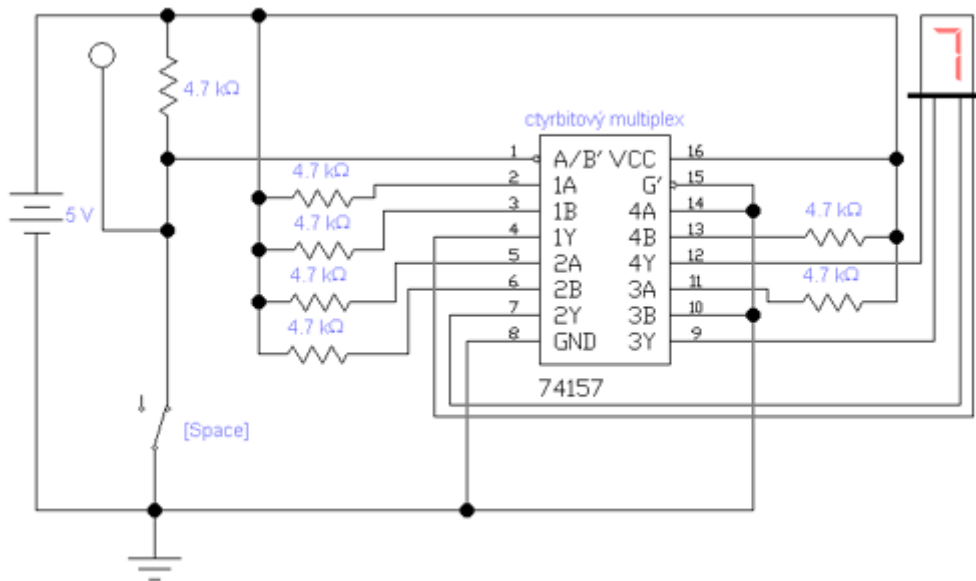 4.7 kΩ
5 V
[Space]
4.7 kΩ
4.7 kΩ
4.7 kΩ
4.7 kΩ
ctyrbitový multiplex
1 A/B' VCC 16
2 1A G' 15
3 1B 4A 14
4 1Y 4B 13
5 2A 4Y 12
6 2B 3A 11
7 2Y 3B 10
8 GND 3Y 9
74157
4.7 kΩ
4.7 kΩ
7